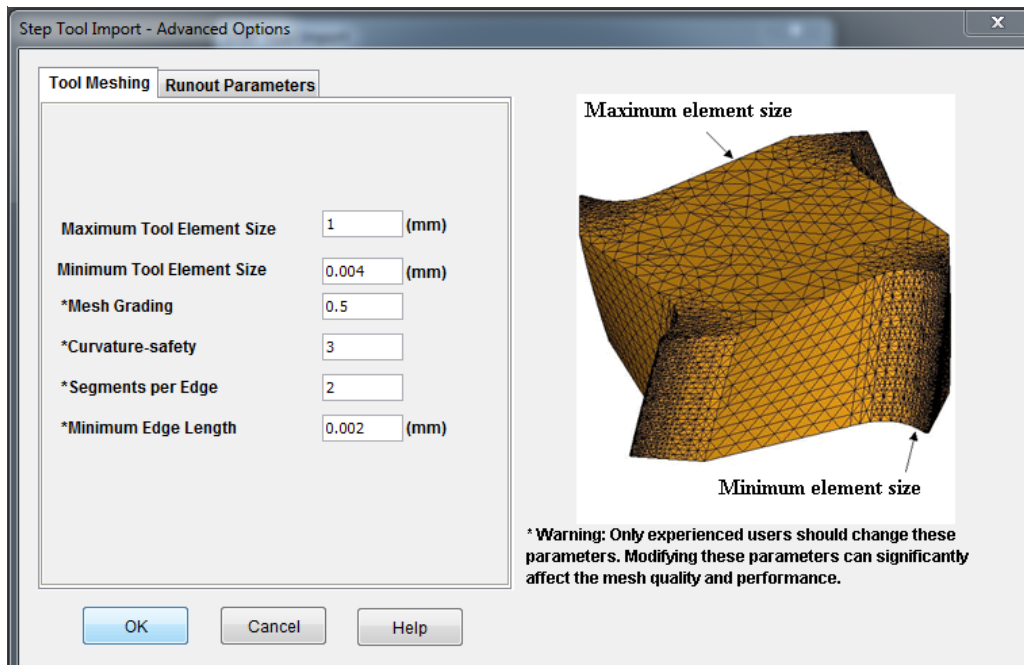 Step Tool Import - Advanced Options
X
Tool Meshing Runout Parameters
Maximum element size
Maximum Tool Element Size 1 (mm)
Minimum Tool Element Size 0.004 (mm)
*Mesh Grading 0.5
*Curvature-safety 3
*Segments per Edge 2
*Minimum Edge Length 0.002 (mm)
Minimum element size
* Warning: Only experienced users should change these
parameters. Modifying these parameters can significantly
affect the mesh quality and performance.
OK Cancel Help